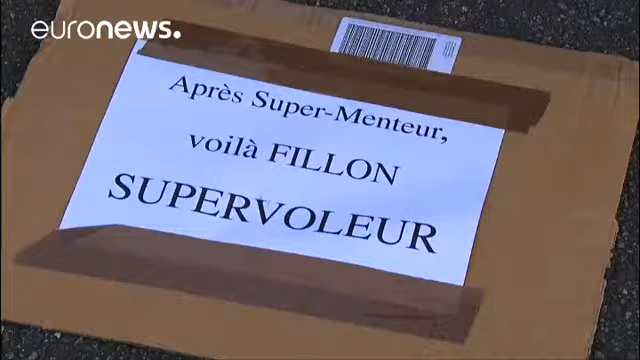 euronews.
Après Super-Menteur,
voilà FILLON
SUPERVOLEUR